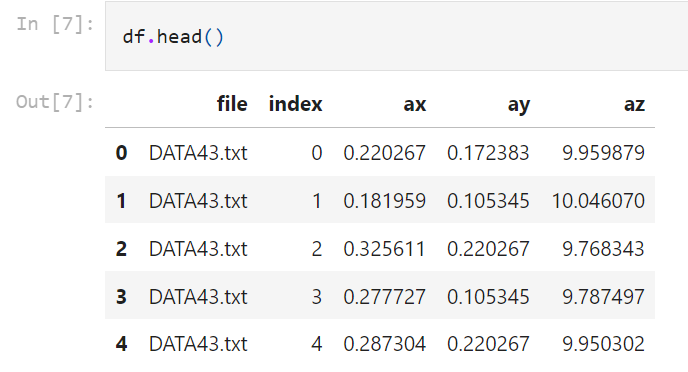 In [7]: df.head()
Out[7]:
file index ax ay az
0 DATA43.txt 0 0.220267 0.172383 9.959879
1 DATA43.txt 1 0.181959 0.105345 10.046070
2 DATA43.txt 2 0.325611 0.220267 9.768343
3 DATA43.txt 3 0.277727 0.105345 9.787497
4 DATA43.txt 4 0.287304 0.220267 9.950302